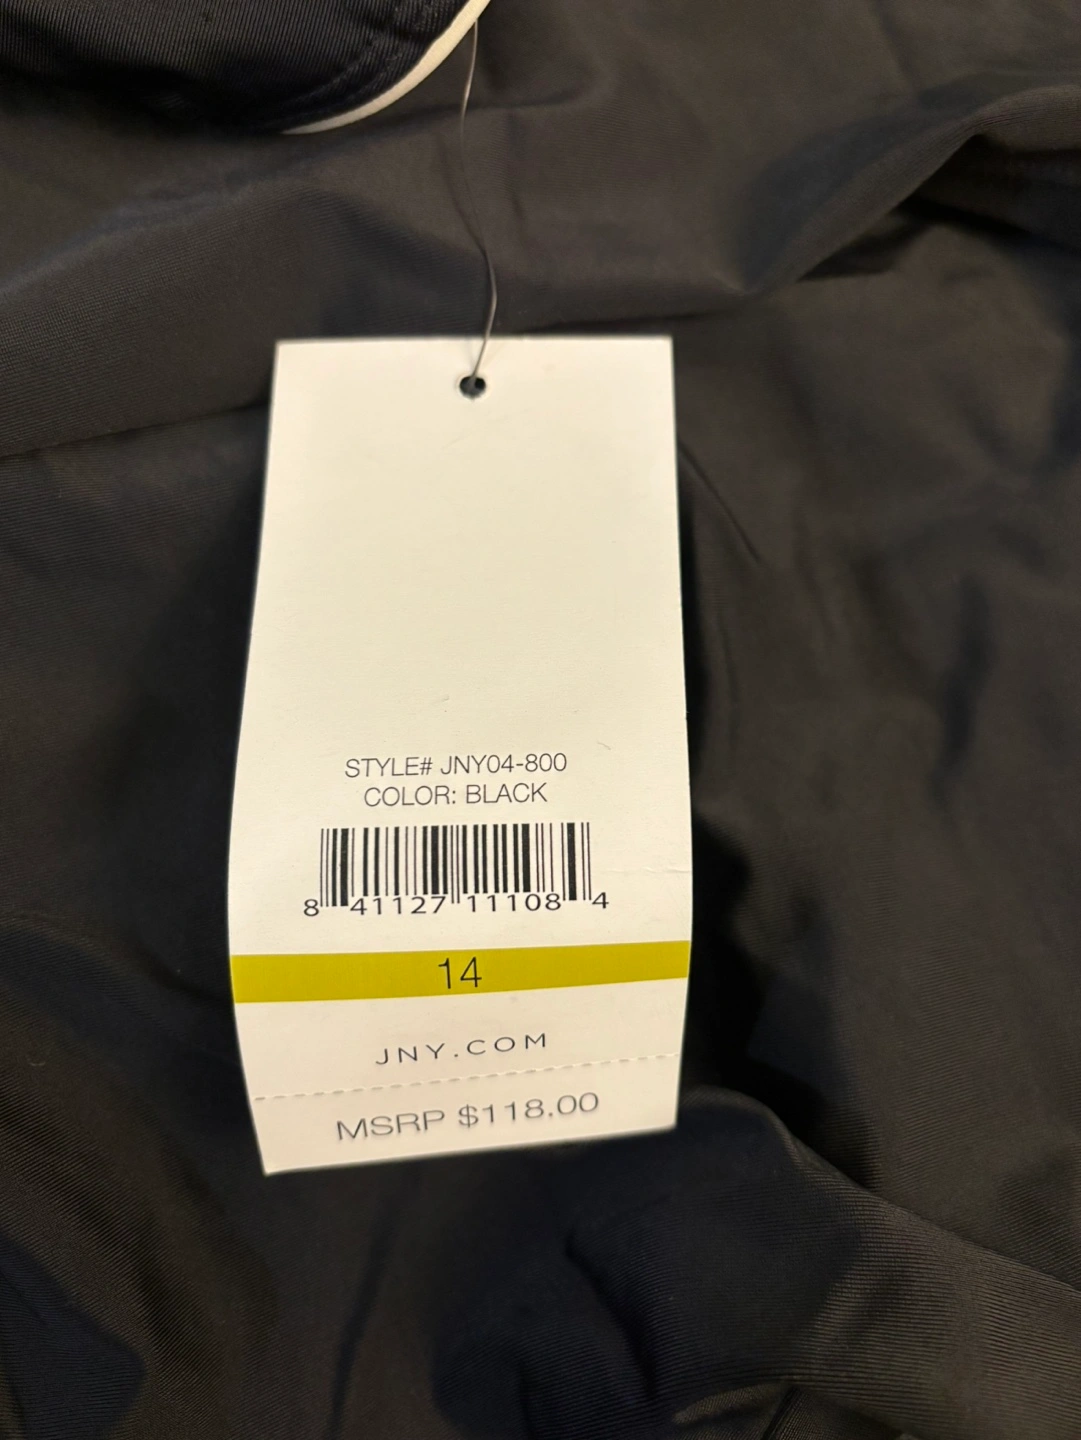 STYLE# JNY04-800
COLOR: BLACK
8 41127 11108 4
14
JNY.COM
MSRP $118.00